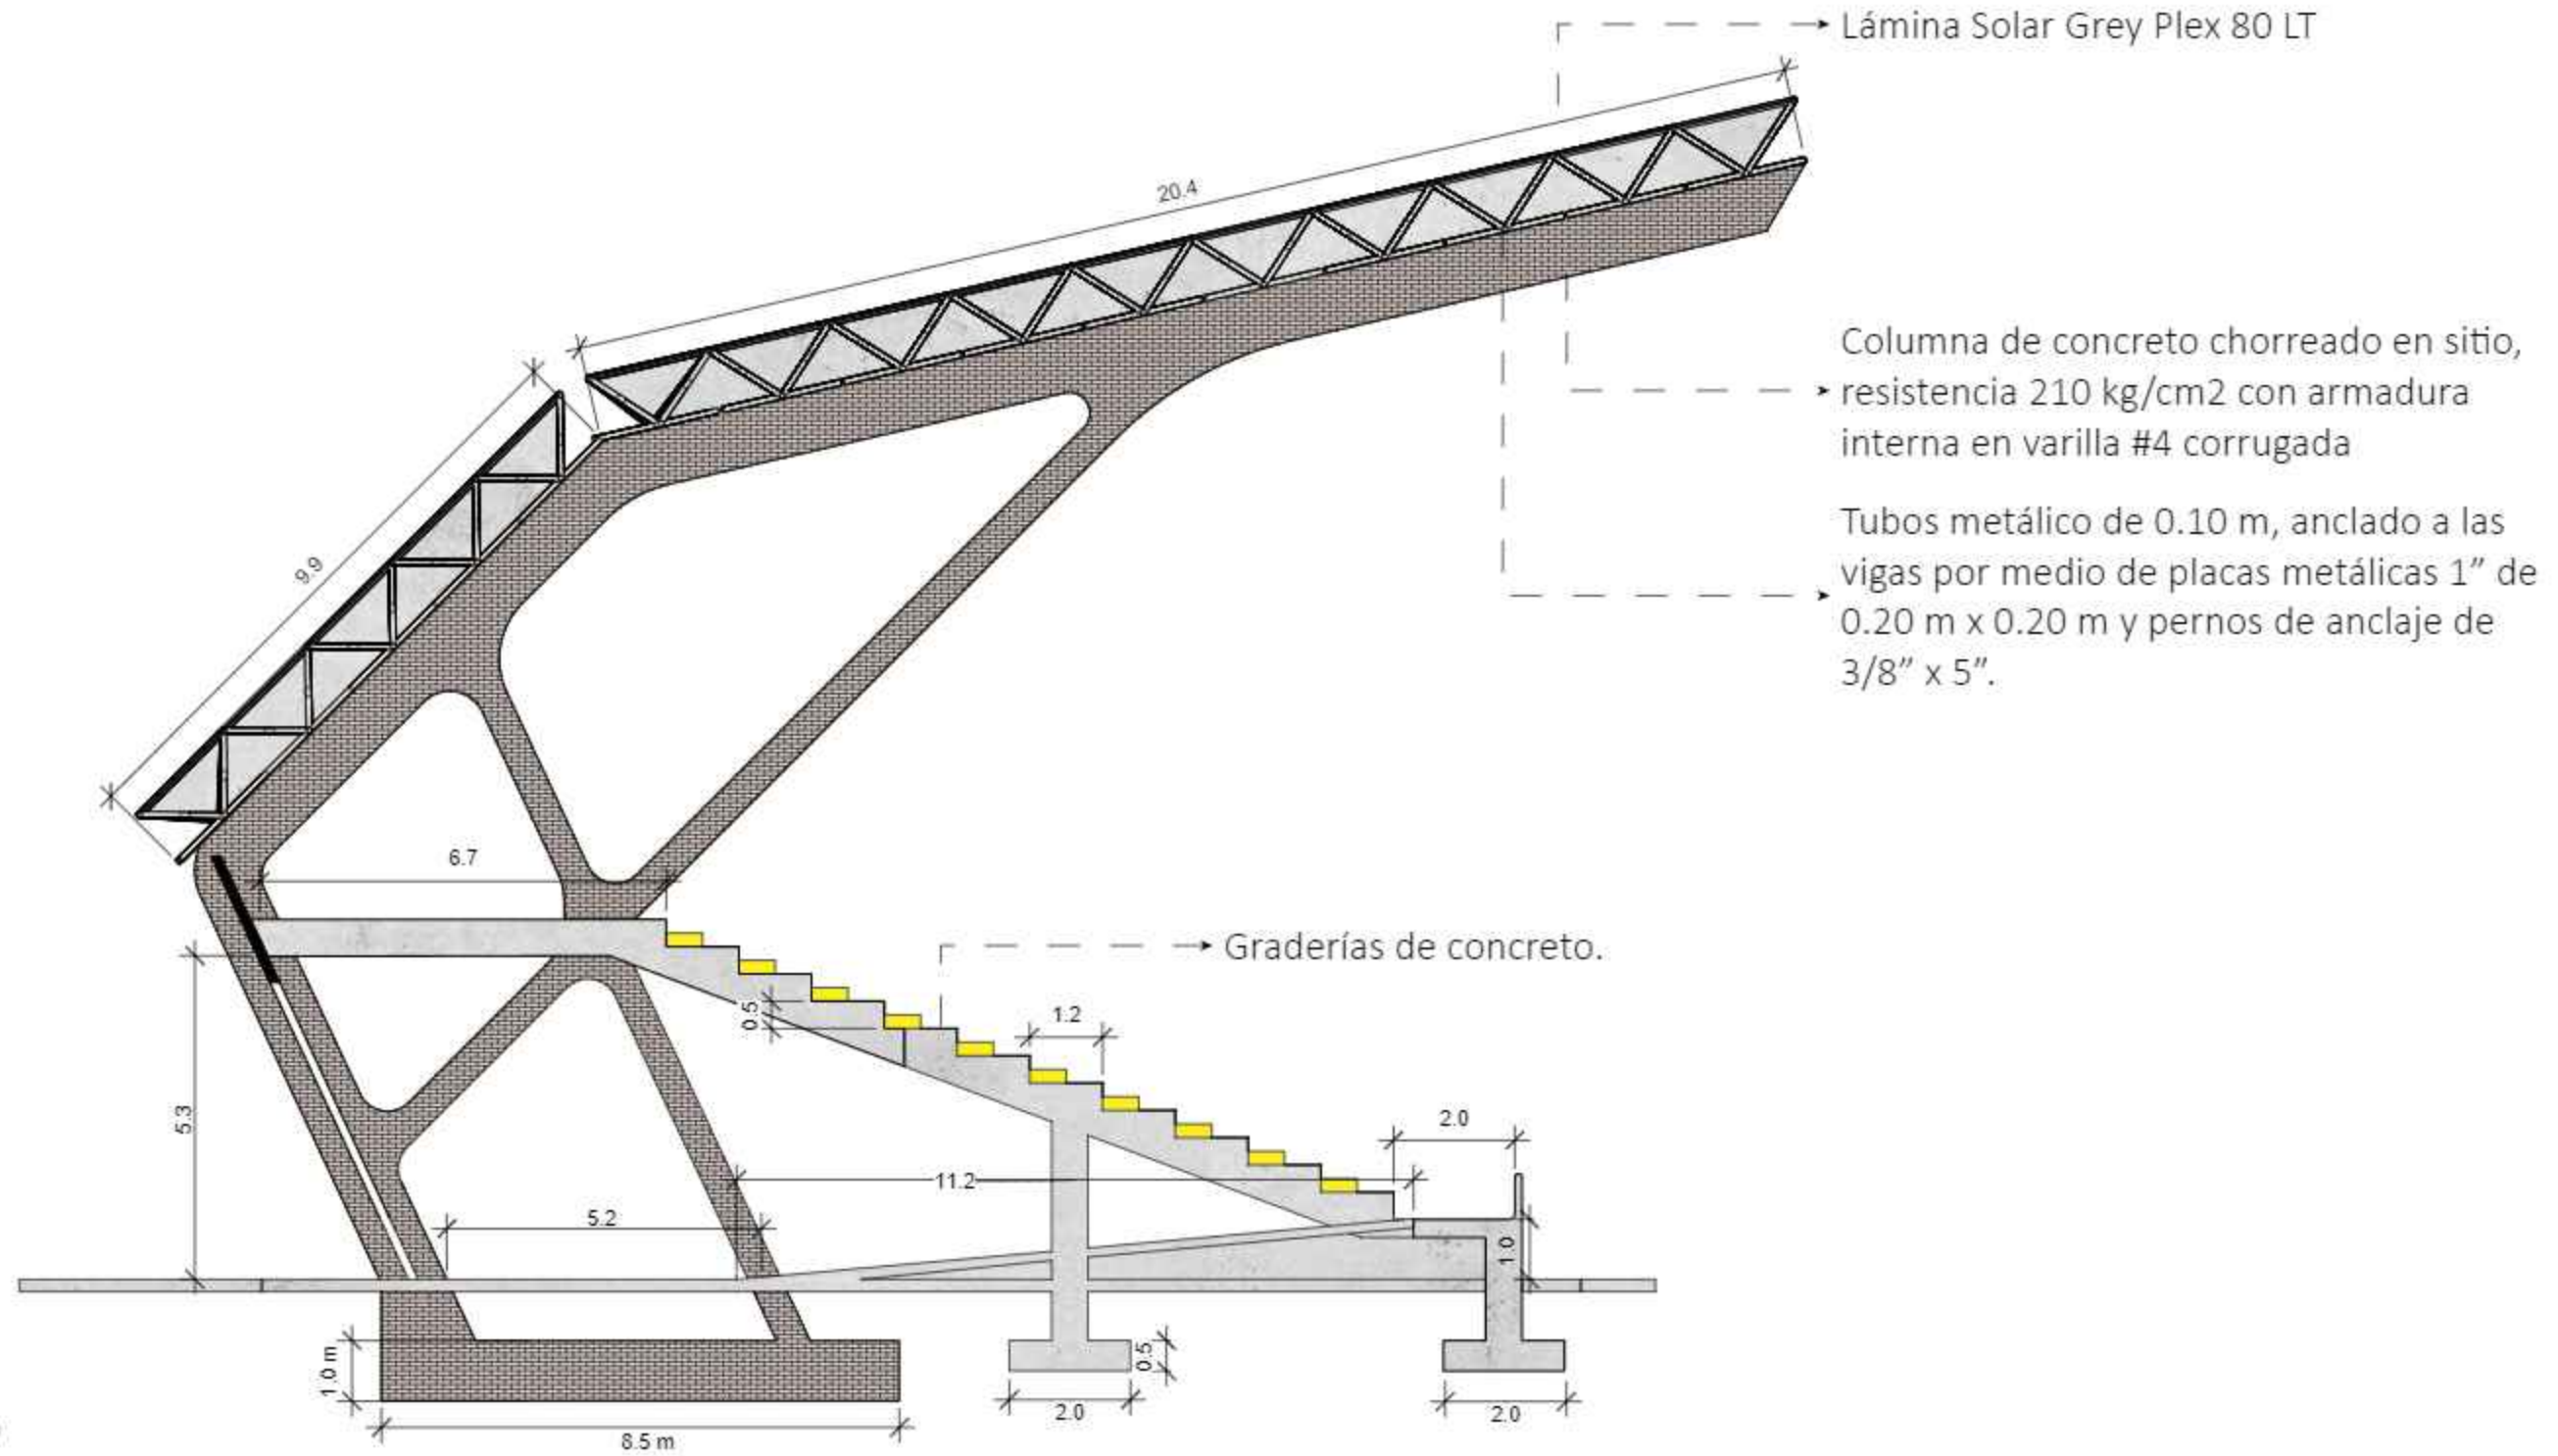 Lámina Solar Grey Plex 80 LT
20.4
Columna de concreto chorreado en sitio,
resistencia 210 kg/cm2 con armadura
interna en varilla #4 corrugada
Tubos metálico de 0.10 m, anclado a las
vigas por medio de placas metálicas 1” de
0.20 m x 0.20 m y pernos de anclaje de
3/8” x 5”.
9.9
6.7
Graderías de concreto.
0.5
1.2
5.3
2.0
11.2
5.2
1.0
1.0 m
0.5
2.0
2.0
8.5 m